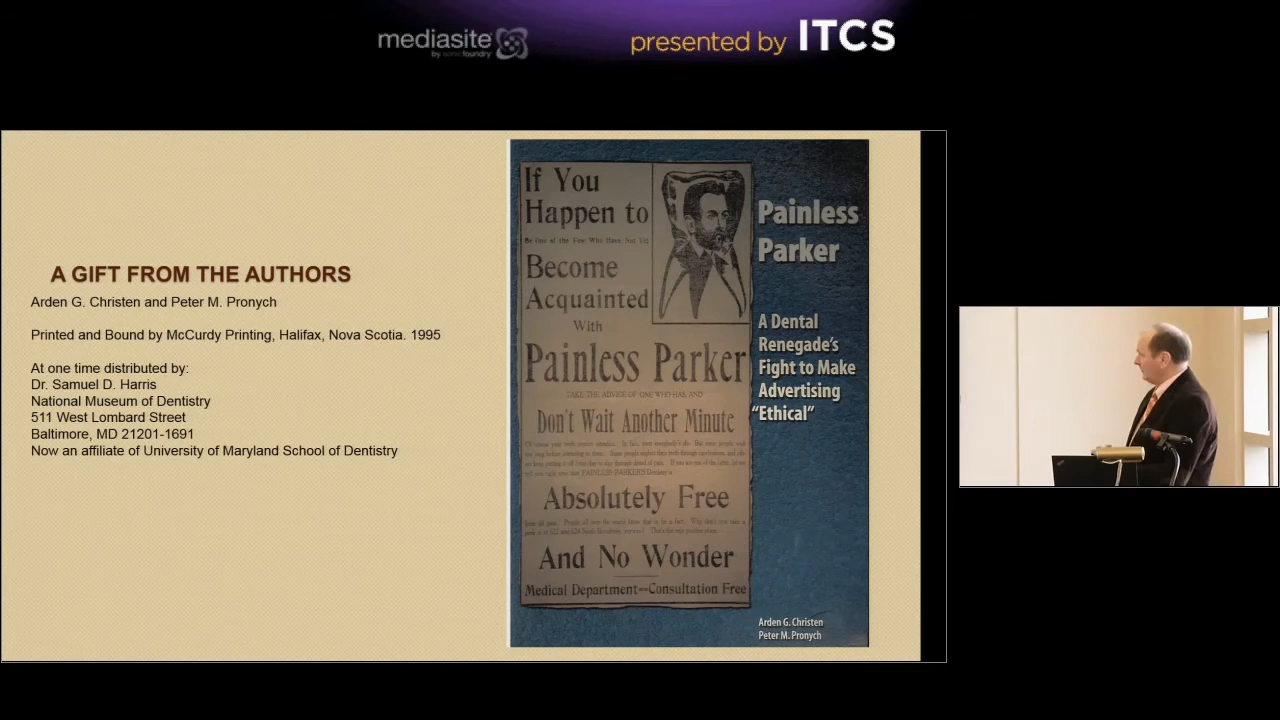 mediasite
by sonicfoundry
presented by ITCS
A GIFT FROM THE AUTHORS
Arden G. Christen and Peter M. Pronych
Printed and Bound by McCurdy Printing, Halifax, Nova Scotia. 1995
At one time distributed by:
Dr. Samuel D. Harris
National Museum of Dentistry
511 West Lombard Street
Baltimore, MD 21201-1691
Now an affiliate of University of Maryland School of Dentistry
If You
Happen to
Be One of the Few Who Have Not Yet
Become
Acquainted
With
Painless Parker
TAKE THE ADVICE OF ONE WHO HAS, AND
Don't Wait Another Minute
Absolutely Free
And No Wonder
Medical Department—Consultation Free
Painless
Parker
A Dental
Renegade's
Fight to Make
Advertising
"Ethical"
Arden G. Christen
Peter M. Pronych